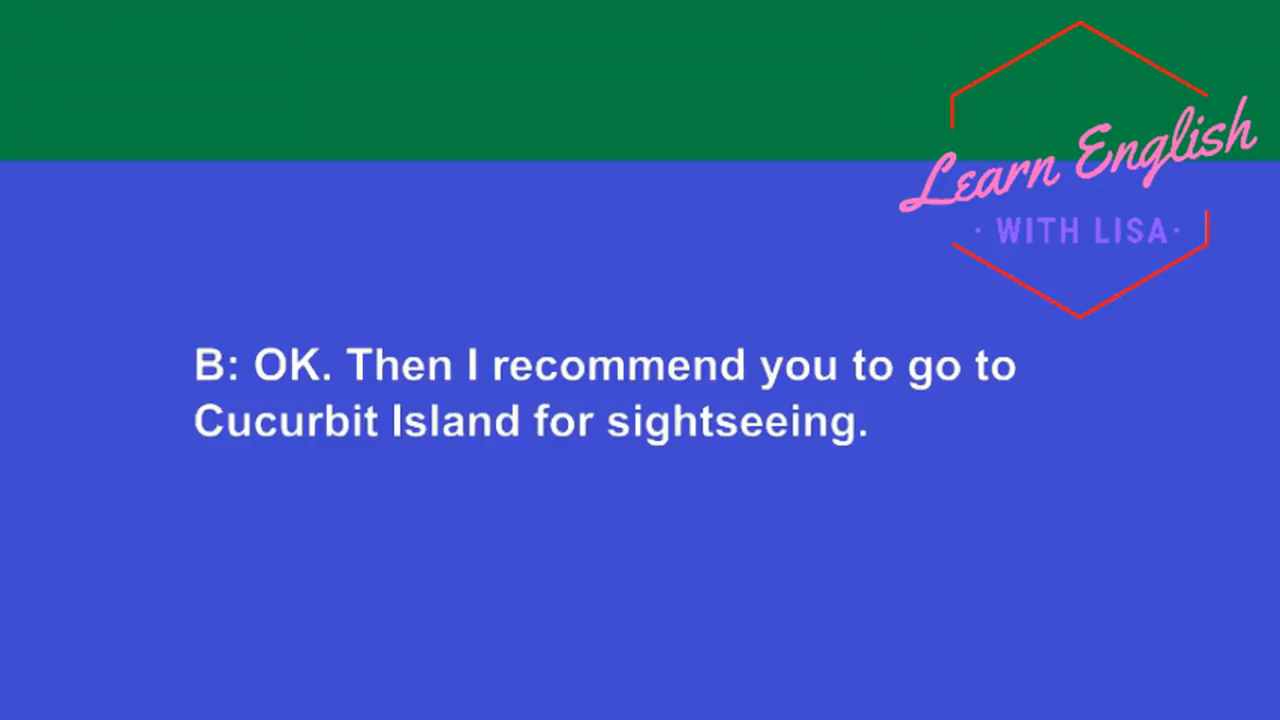 Learn English
· WITH LISA·
B: OK. Then I recommend you to go to
Cucurbit Island for sightseeing.